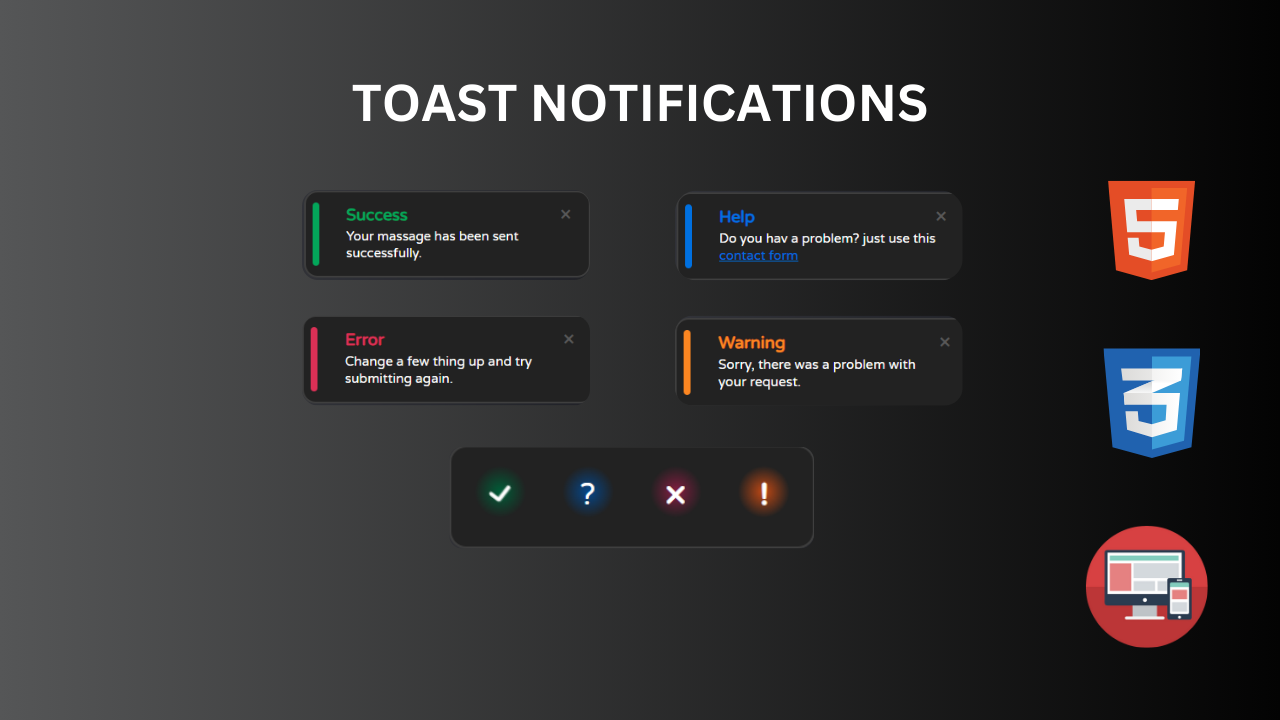 TOAST NOTIFICATIONS
Success
Your massage has been sent
successfully.
Help
Do you hav a problem? just use this
contact form
Error
Change a few thing up and try
submitting again.
Warning
Sorry, there was a problem with
your request.
?
!
5
3